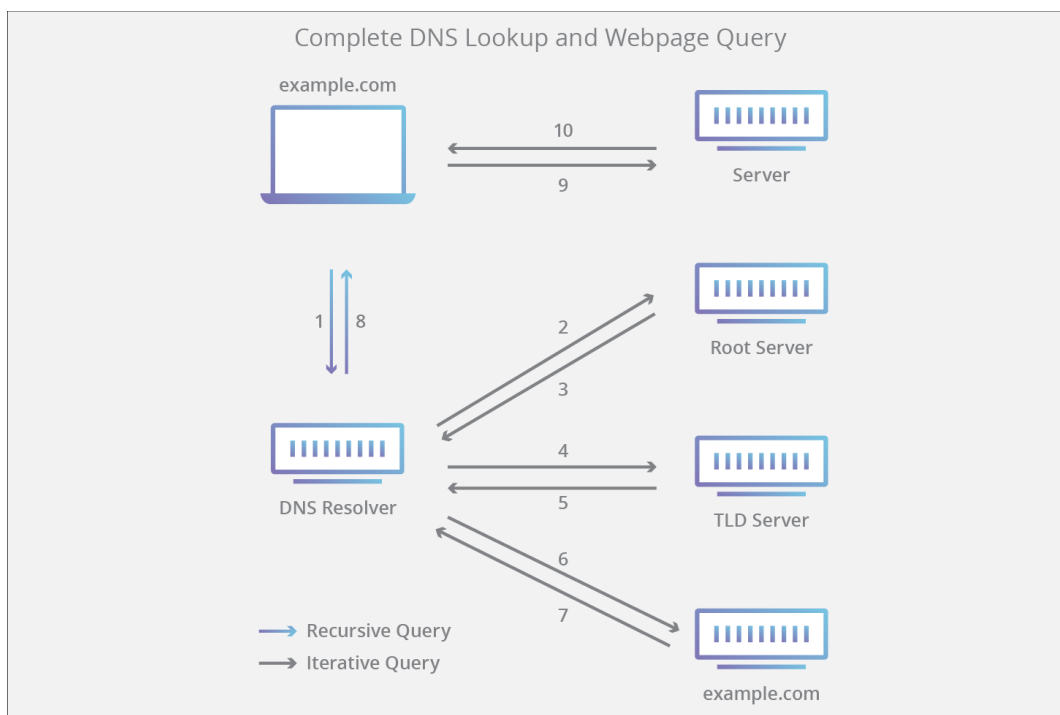 Complete DNS Lookup and Webpage Query
example.com
10
9
Server
1
8
2
3
Root Server
DNS Resolver
4
5
TLD Server
6
7
example.com
Recursive Query
Iterative Query